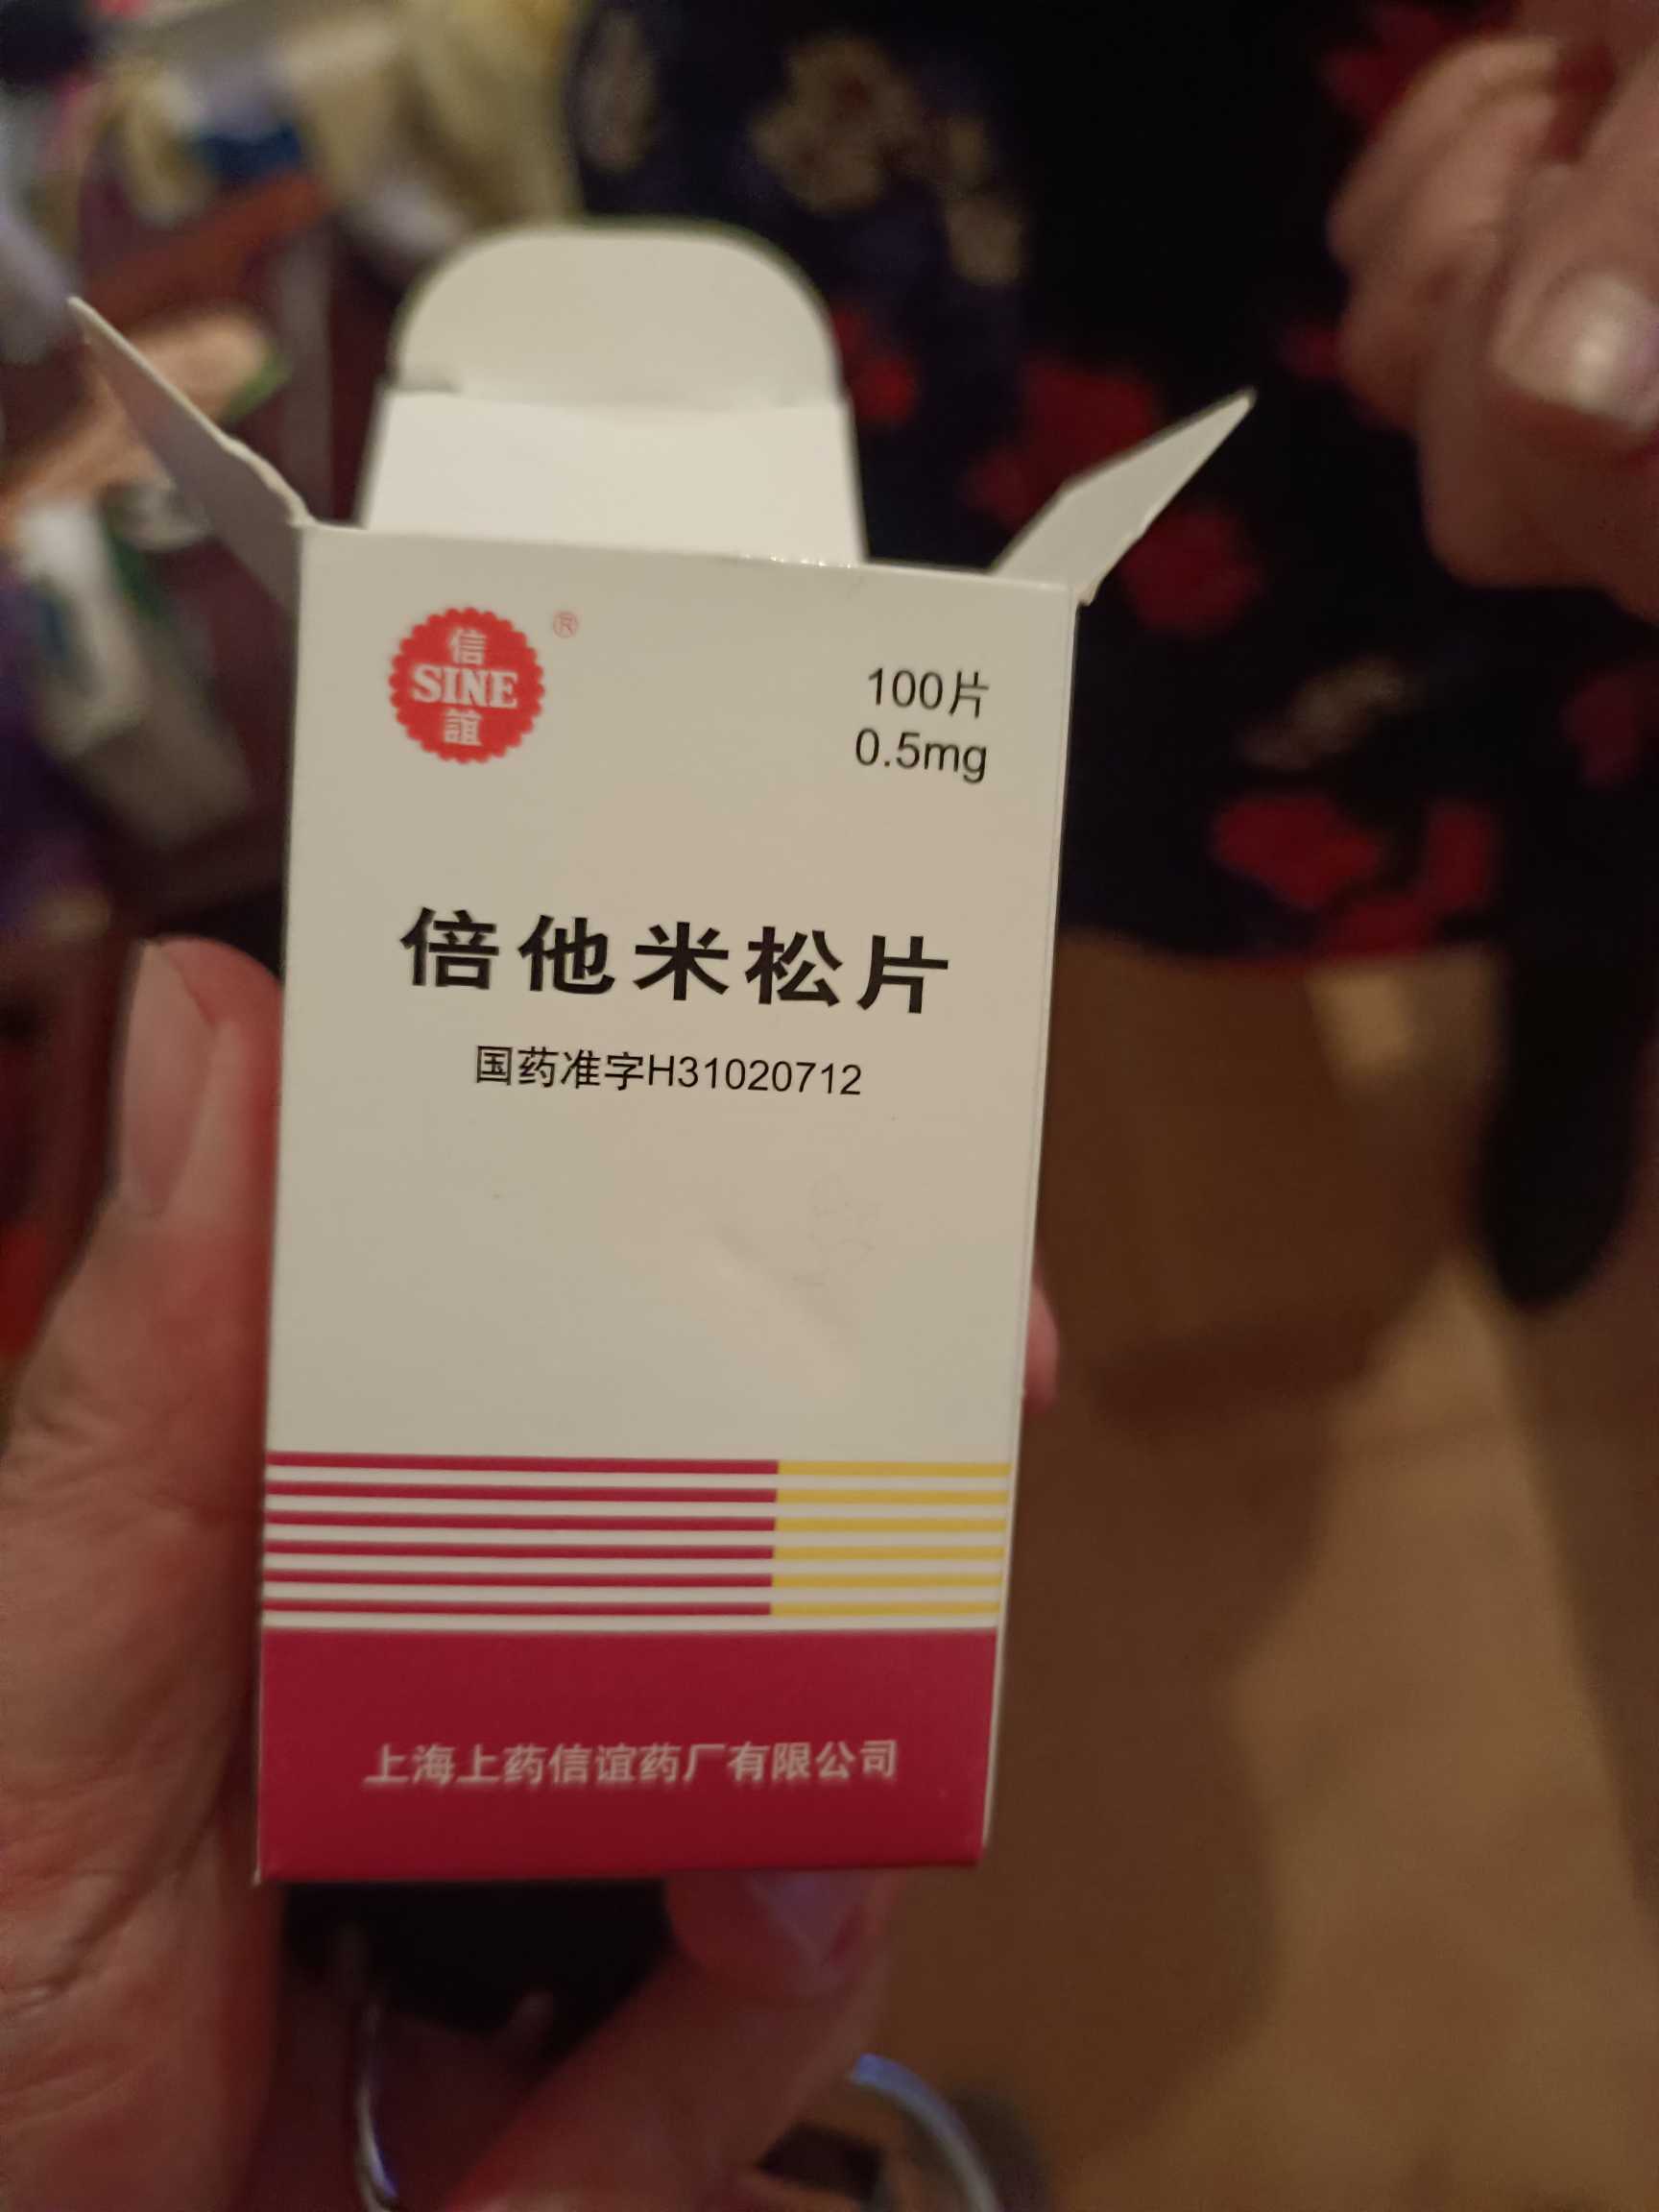 信
SINE
誼
®
100片
0.5mg
倍他米松片
国药准字H31020712
上海上药信谊药厂有限公司